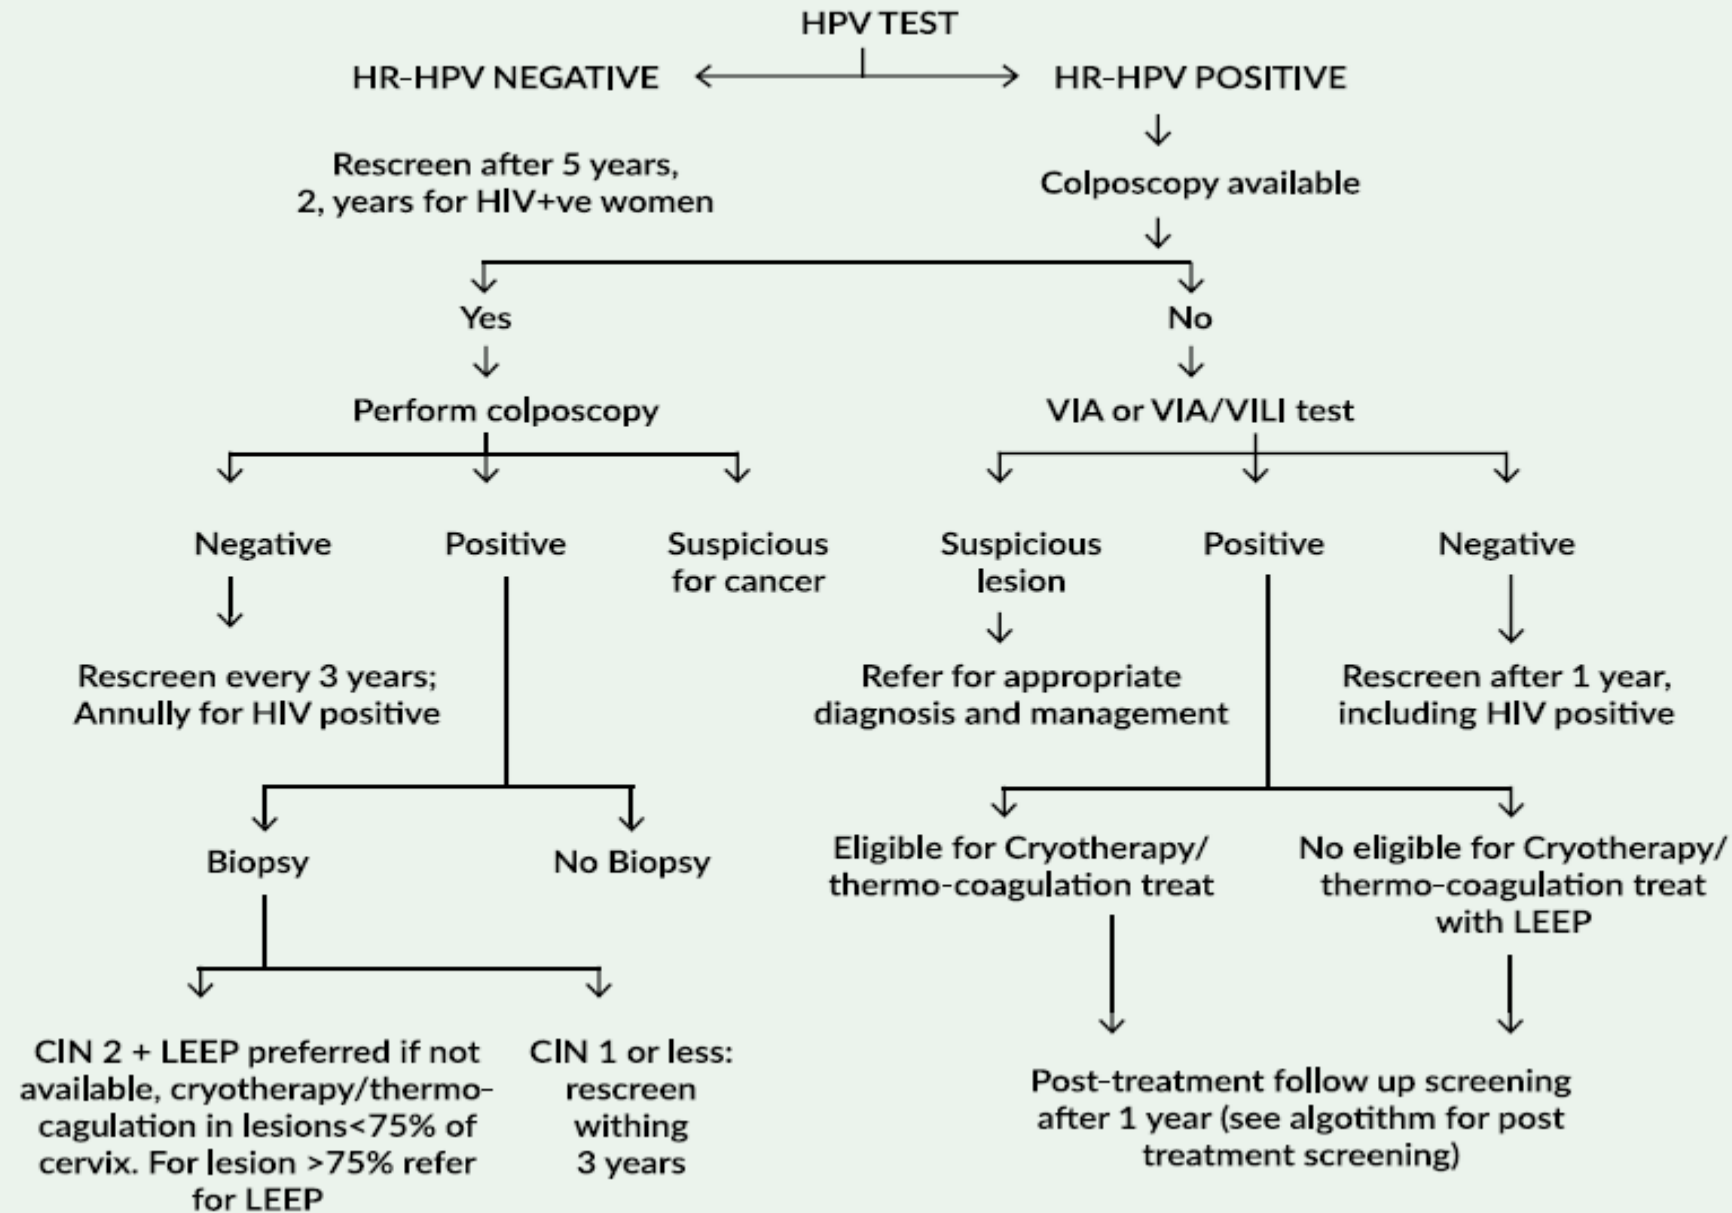 HPV TEST
HR-HPV NEGATIVE
HR-HPV POSITIVE
Rescreen after 5 years,
2, years for HIV+ve women
Colposcopy available
Yes
No
Perform colposcopy
VIA or VIA/VILI test
Negative
Positive
Suspicious
for cancer
Suspicious
lesion
Positive
Negative
Rescreen every 3 years;
Annully for HIV positive
Refer for appropriate
diagnosis and management
Rescreen after 1 year,
including HIV positive
Biopsy
No Biopsy
Eligible for Cryotherapy/
thermo-coagulation treat
No eligible for Cryotherapy/
thermo-coagulation treat
with LEEP
CIN 2 + LEEP preferred if not
available, cryotherapy/thermo-
cagulation in lesions<75% of
cervix. For lesion >75% refer
for LEEP
CIN 1 or less:
rescreen
withing
3 years
Post-treatment follow up screening
after 1 year (see algotithm for post
treatment screening)